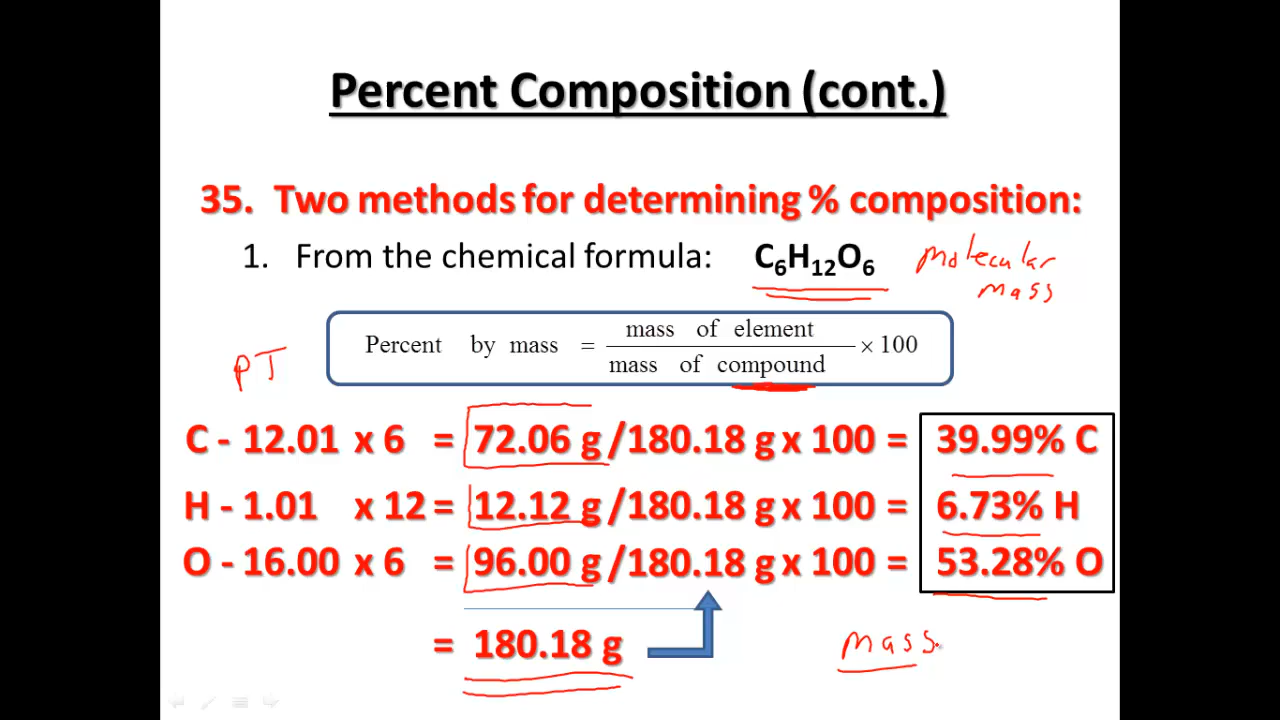 Percent Composition (cont.)
35. Two methods for determining % composition:
1. From the chemical formula: C₆H₁₂O₆ molecular
mass
Percent by mass = mass of element / mass of compound × 100
PT
C - 12.01 x 6 = 72.06 g /180.18 g x 100 = 39.99% C
H - 1.01 x 12 = 12.12 g /180.18 g x 100 = 6.73% H
O - 16.00 x 6 = 96.00 g /180.18 g x 100 = 53.28% O
= 180.18 g
mass